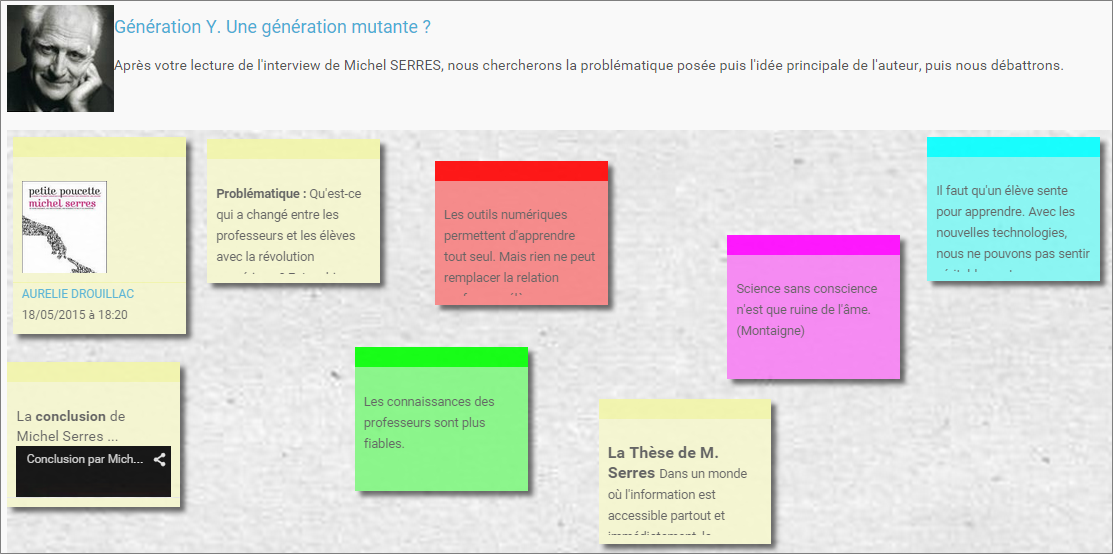 Génération Y. Une génération mutante ?
Après votre lecture de l'interview de Michel SERRES, nous chercherons la problématique posée puis l'idée principale de l'auteur, puis nous débattrons.
petite poucette
michel serres
AURELIE DROUILLAC
18/05/2015 à 18:20
Problématique : Qu'est-ce
qui a changé entre les
professeurs et les élèves
avec la révolution
Les outils numériques
permettent d'apprendre
tout seul. Mais rien ne peut
remplacer la relation
Science sans conscience
n'est que ruine de l'âme.
(Montaigne)
Il faut qu'un élève sente
pour apprendre. Avec les
nouvelles technologies,
nous ne pouvons pas sentir
La conclusion de
Michel Serres ...
Conclusion par Mich...
Les connaissances des
professeurs sont plus
fiables.
La Thèse de M.
Serres Dans un monde
où l'information est
accessible partout et